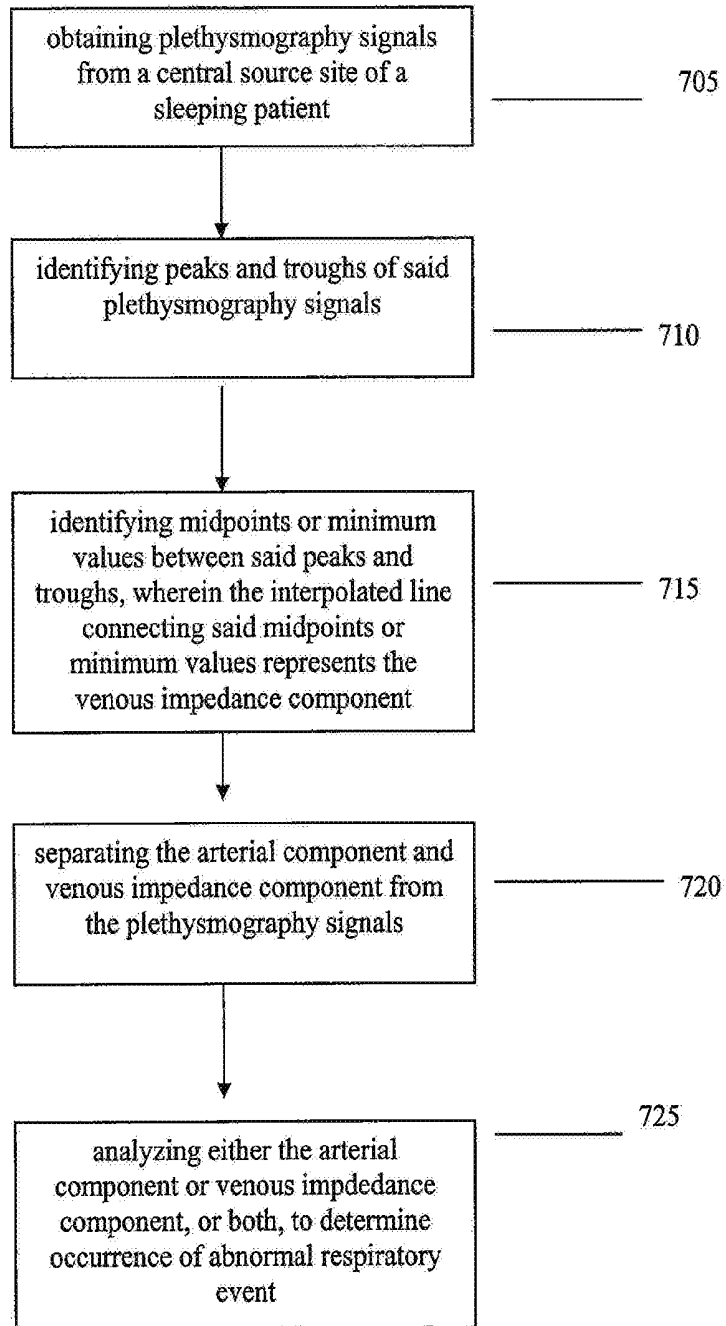 obtaining plethysmography signals
from a central source site of a
sleeping patient
705
identifying peaks and troughs of said
plethysmography signals
710
identifying midpoints or minimum
values between said peaks and
troughs, wherein the interpolated line
connecting said midpoints or
minimum values represents the
venous impedance component
715
separating the arterial component and
venous impedance component from
the plethysmography signals
720
725
analyzing either the arterial
component or venous impdedance
component, or both, to determine
occurrence of abnormal respiratory
event